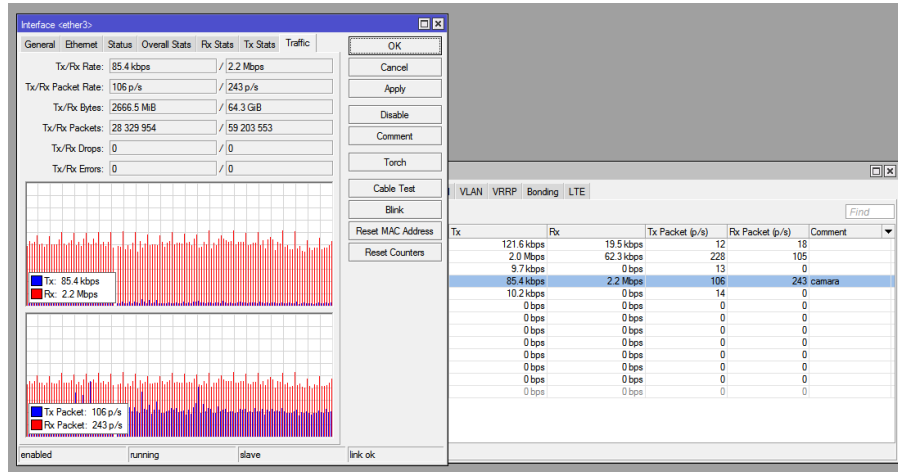 Interface <ether3>
General Ethernet Status Overall Stats Rx Stats Tx Stats Traffic
Tx/Rx Rate: 85.4 kbps / 2.2 Mbps
Tx/Rx Packet Rate: 106 p/s / 243 p/s
Tx/Rx Bytes: 2666.5 MiB / 64.3 GiB
Tx/Rx Packets: 28 329 954 / 59 203 553
Tx/Rx Drops: 0 / 0
Tx/Rx Errors: 0 / 0
Tx: 85.4 kbps
Rx: 2.2 Mbps
Tx Packet: 106 p/s
Rx Packet: 243 p/s
enabled running slave link ok
OK
Cancel
Apply
Disable
Comment
Torch
Cable Test
Blink
Reset MAC Address
Reset Counters
VLAN VRRP Bonding LTE
Find
Tx Rx Tx Packet (p/s) Rx Packet (p/s) Comment
121.6 kbps 19.5 kbps 12 18
2.0 Mbps 62.3 kbps 228 105
9.7 kbps 0 bps 13 0
85.4 kbps 2.2 Mbps 106 243 camara
10.2 kbps 0 bps 14 0
0 bps 0 bps 0 0
0 bps 0 bps 0 0
0 bps 0 bps 0 0
0 bps 0 bps 0 0
0 bps 0 bps 0 0
0 bps 0 bps 0 0
0 bps 0 bps 0 0
0 bps 0 bps 0 0